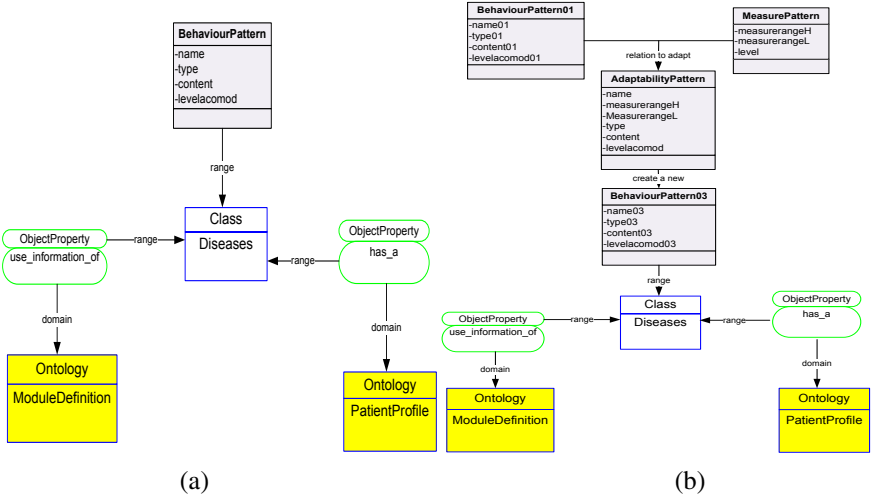 BehaviourPattern
-name
-type
-content
-levelacomod
range
Class
Diseases
ObjectProperty
use_information_of
range
ObjectProperty
has_a
range
domain
domain
Ontology
ModuleDefinition
Ontology
PatientProfile
(a)
BehaviourPattern01
-name01
-type01
-content01
-levelacomod01
MeasurePattern
-measurerangeH
-measurerangeL
-level
relation to adapt
AdaptabilityPattern
-name
-measurerangeH
-MeasurerangeL
-type
-content
-levelacomod
create a new
BehaviourPattern03
-name03
-type03
-content03
-levelacomod03
range
Class
Diseases
ObjectProperty
use_information_of
range
ObjectProperty
has_a
range
domain
domain
Ontology
ModuleDefinition
Ontology
PatientProfile
(b)